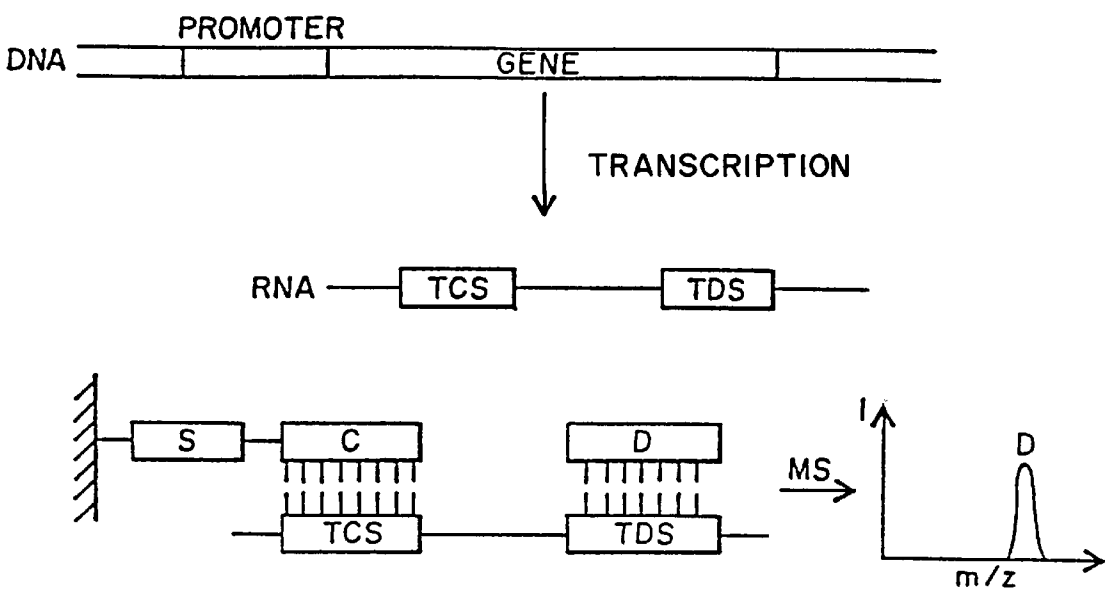 PROMOTER
DNA GENE
TRANSCRIPTION
RNA TCS TDS
S C D
MS
TCS TDS
I
D
m/z